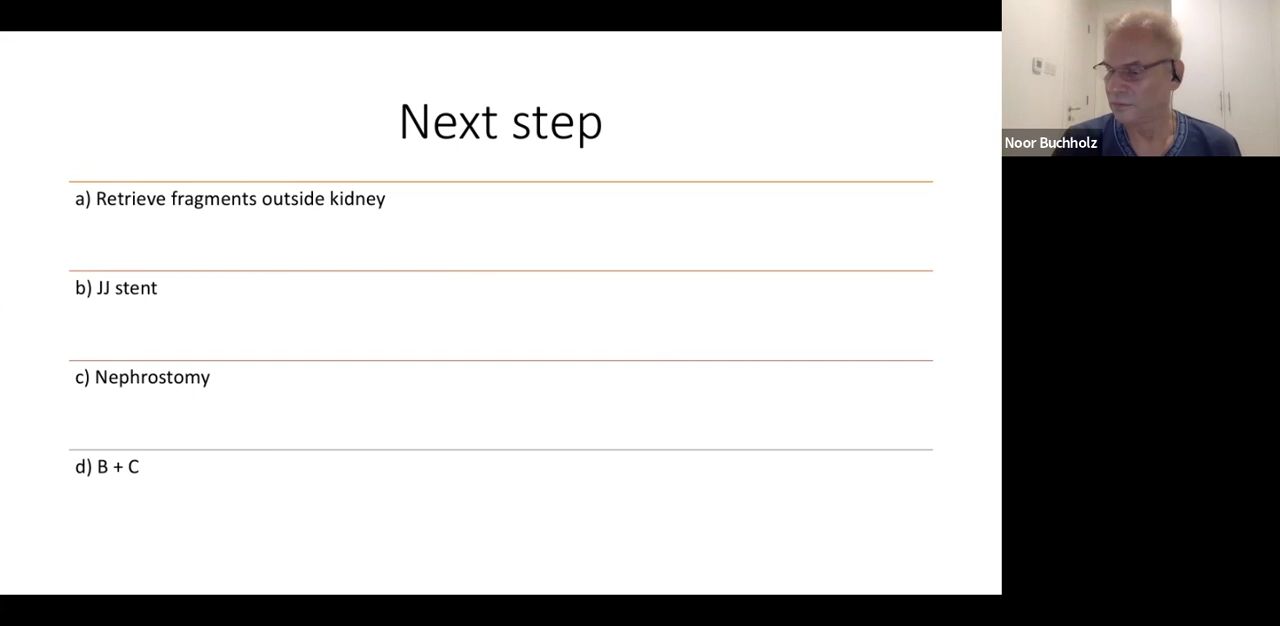 Next step
a) Retrieve fragments outside kidney
b) JJ stent
c) Nephrostomy
d) B + C
Noor Buchholz